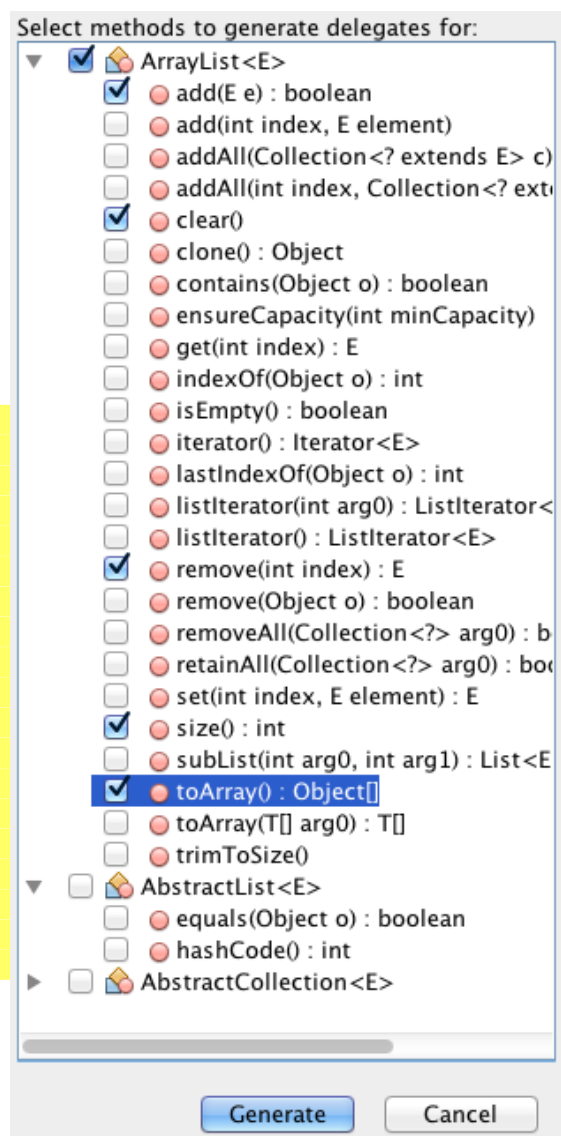 Select methods to generate delegates for:
ArrayList<E>
add(E e) : boolean
add(int index, E element)
addAll(Collection<? extends E> c)
addAll(int index, Collection<? exte
clear()
clone() : Object
contains(Object o) : boolean
ensureCapacity(int minCapacity)
get(int index) : E
indexOf(Object o) : int
isEmpty() : boolean
iterator() : Iterator<E>
lastIndexOf(Object o) : int
listIterator(int arg0) : ListIterator<
listIterator() : ListIterator<E>
remove(int index) : E
remove(Object o) : boolean
removeAll(Collection<?> arg0) : b
retainAll(Collection<?> arg0) : boo
set(int index, E element) : E
size() : int
subList(int arg0, int arg1) : List<E
toArray() : Object[]
toArray(T[] arg0) : T[]
trimToSize()
AbstractList<E>
equals(Object o) : boolean
hashCode() : int
AbstractCollection<E>
Generate
Cancel